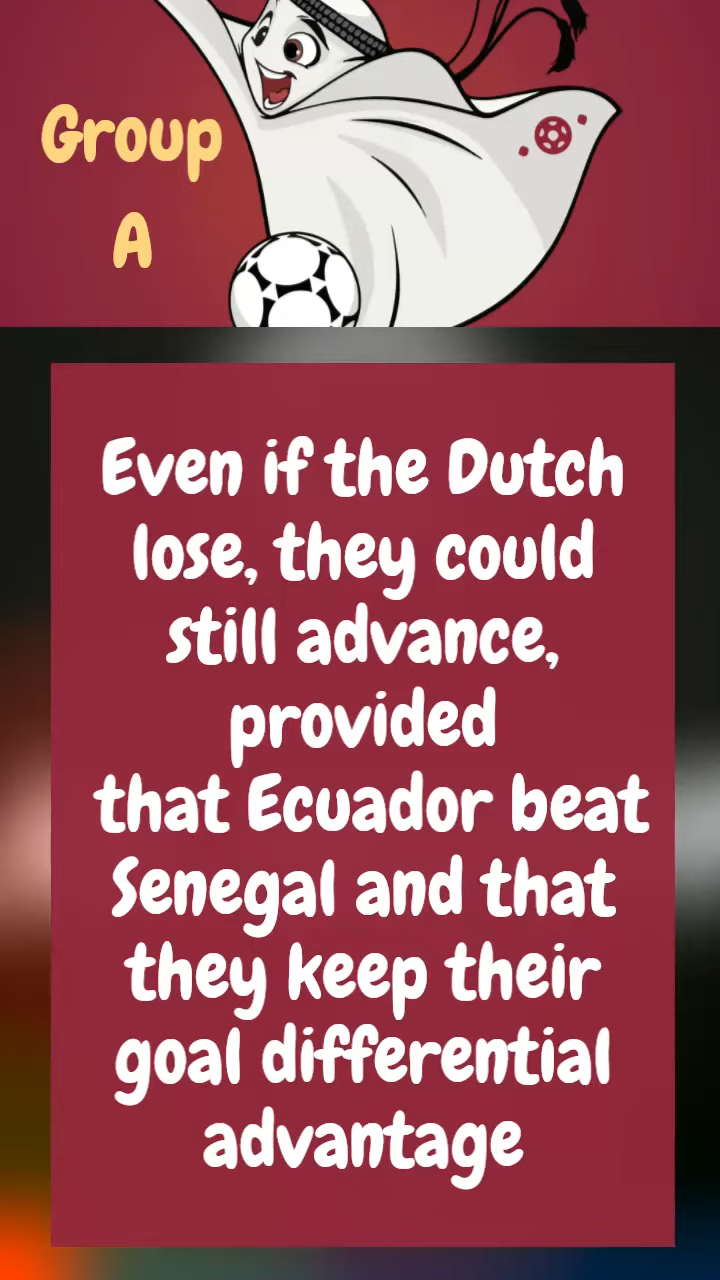 Group
A
Even if the Dutch
lose, they could
still advance,
provided
that Ecuador beat
Senegal and that
they keep their
goal differential
advantage